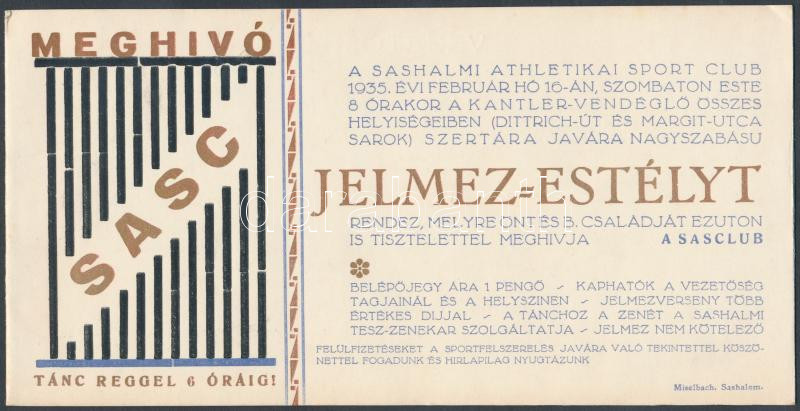 MEGHIVÓ
SASC
TÁNC REGGEL 6 ÓRÁIG!
A SASHALMI ATHLETIKAI SPORT CLUB
1935. ÉVI FEBRUÁR HÓ 16-ÁN, SZOMBATON ESTE
8 ÓRAKOR A KANTLER-VENDÉGLŐ ÖSSZES
HELYISÉGEIBEN (DITTRICH-ÚT ÉS MARGIT-UTCA
SAROK) SZERTÁRA JAVÁRA NAGYSZABÁSU
JELMEZ=ESTÉLYT
RENDEZ, MELYRE ÖNT ÉS B. CSALÁDJÁT EZUTON
IS TISZTELETTEL MEGHIVJA A SASCLUB
BELÉPŐJEGY ÁRA 1 PENGŐ - KAPHATÓK A VEZETŐSÉG
TAGJAINÁL ÉS A HELYSZINEN - JELMEZVERSENY TÖBB
ÉRTÉKES DIJJAL - A TÁNCHOZ A ZENÉT A SASHALMI
TESZ-ZENEKAR SZOLGÁLTATJA - JELMEZ NEM KÖTELEZŐ
FELÜLFIZETÉSEKET A SPORTFELSZERELÉS JAVÁRA VALÓ TEKINTETTEL KÖSZÖ-
NETTEL FOGADUNK ÉS HIRLAPILAG NYUGTÁZUNK
Miselbach, Sashalom.
darabanth